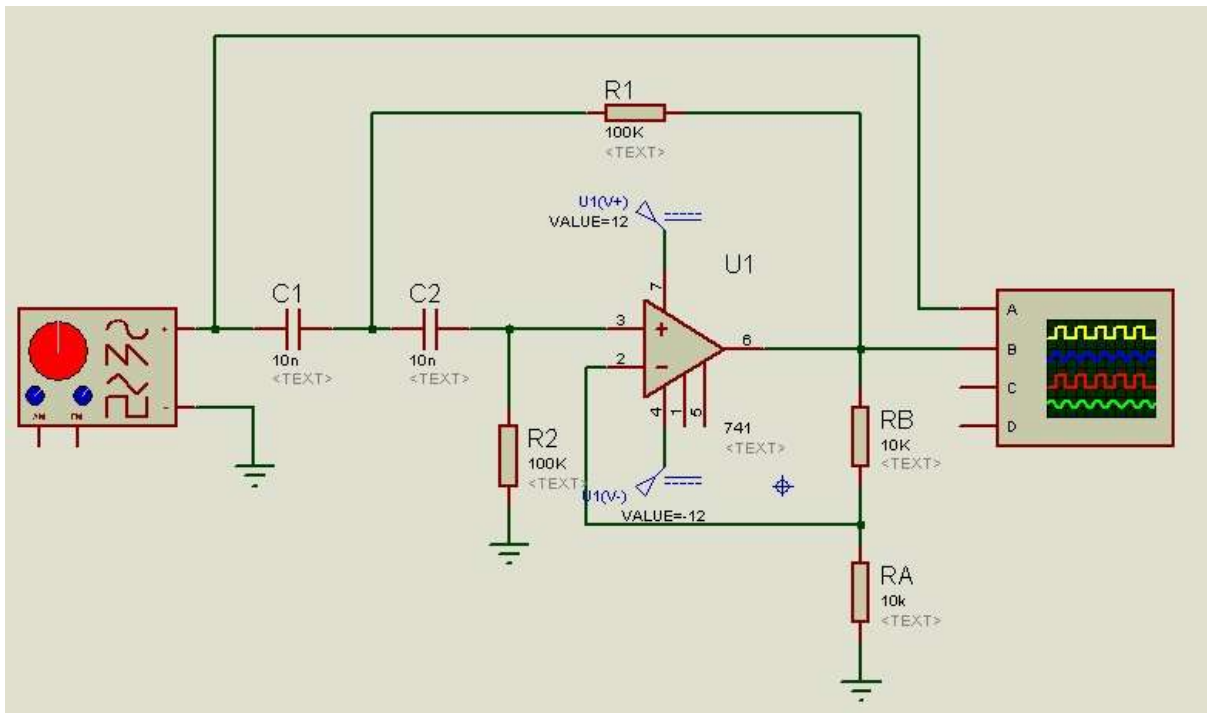 R1
100K
<TEXT>
U1(V+)
VALUE=12
U1
7
C1
10n
<TEXT>
C2
10n
<TEXT>
3
2
6
4
1
5
741
<TEXT>
A
B
C
D
R2
100K
<TEXT>
U1(V-)
VALUE=-12
RB
10K
<TEXT>
RA
10k
<TEXT>
+
-
+
-